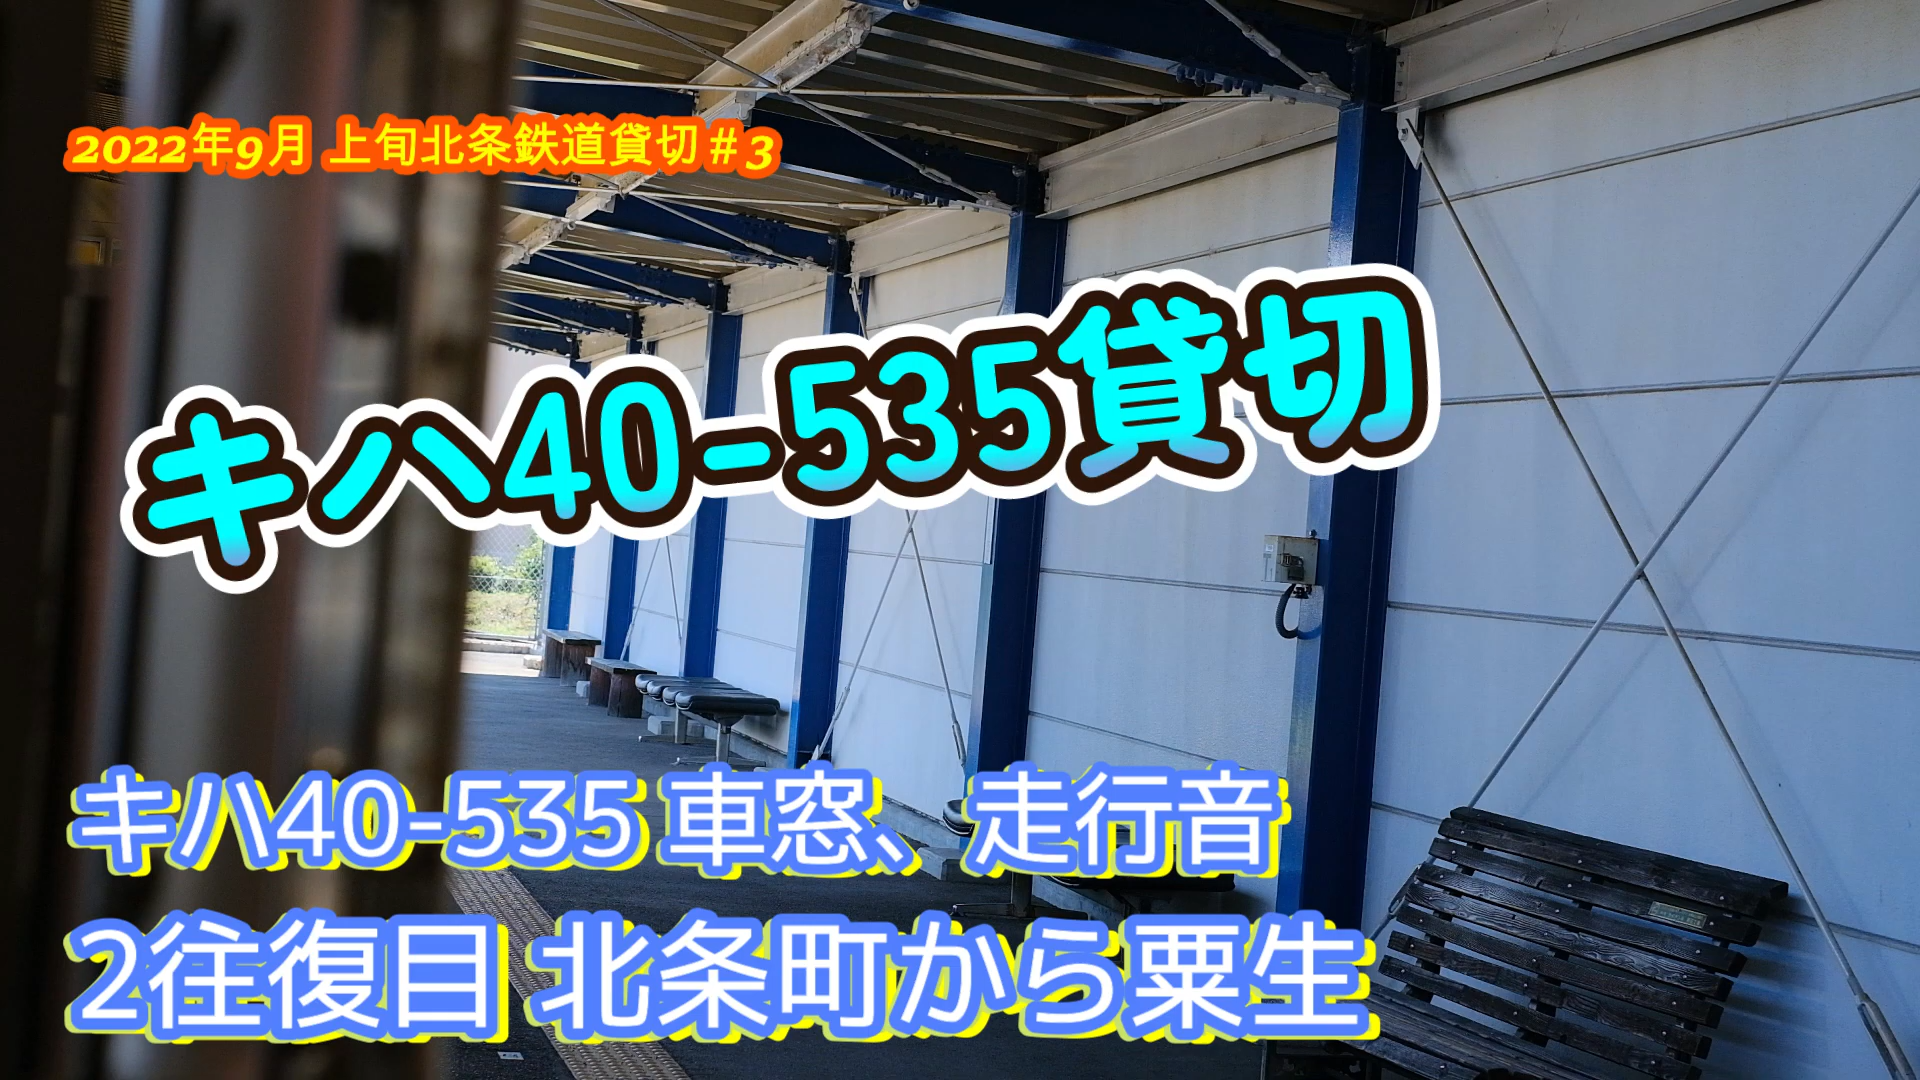 2022年9月 上旬北条鉄道貸切＃3
キハ40-535貸切
キハ40-535 車窓、走行音
2往復目 北条町から粟生